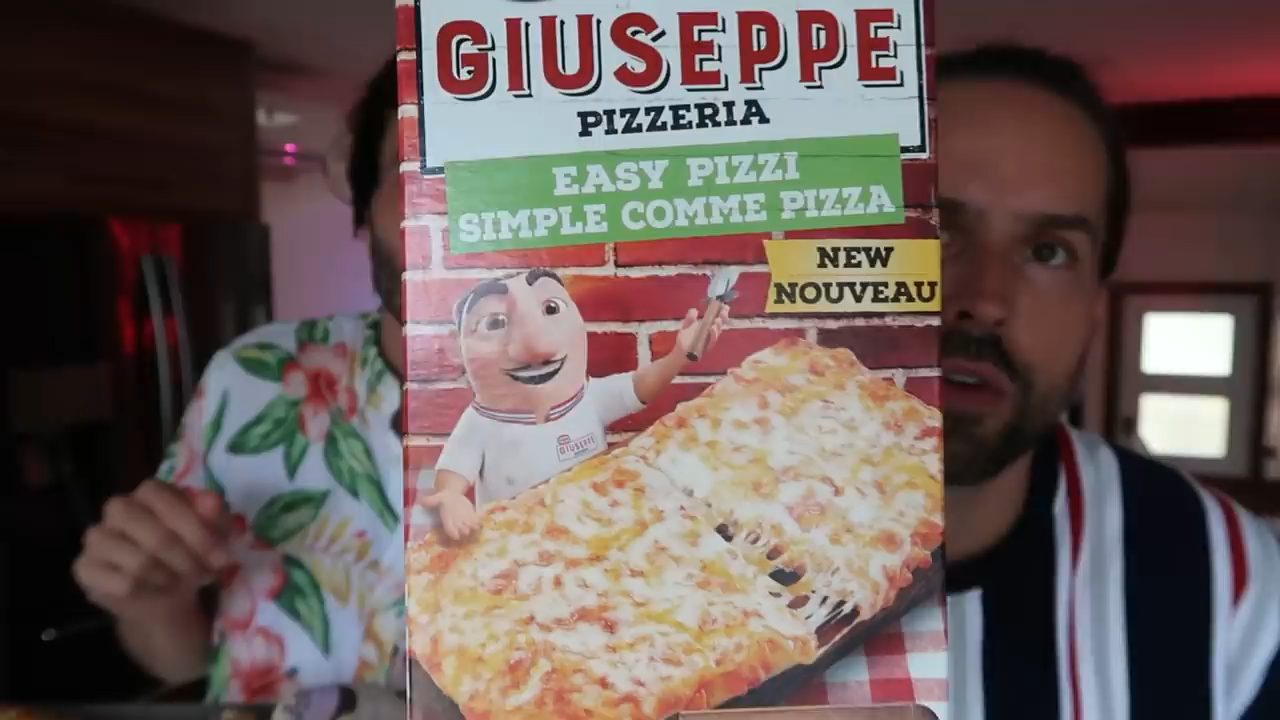 GIUSEPPE
PIZZERIA
EASY PIZZI
SIMPLE COMME PIZZA
NEW
NOUVEAU
GIUSEPPE